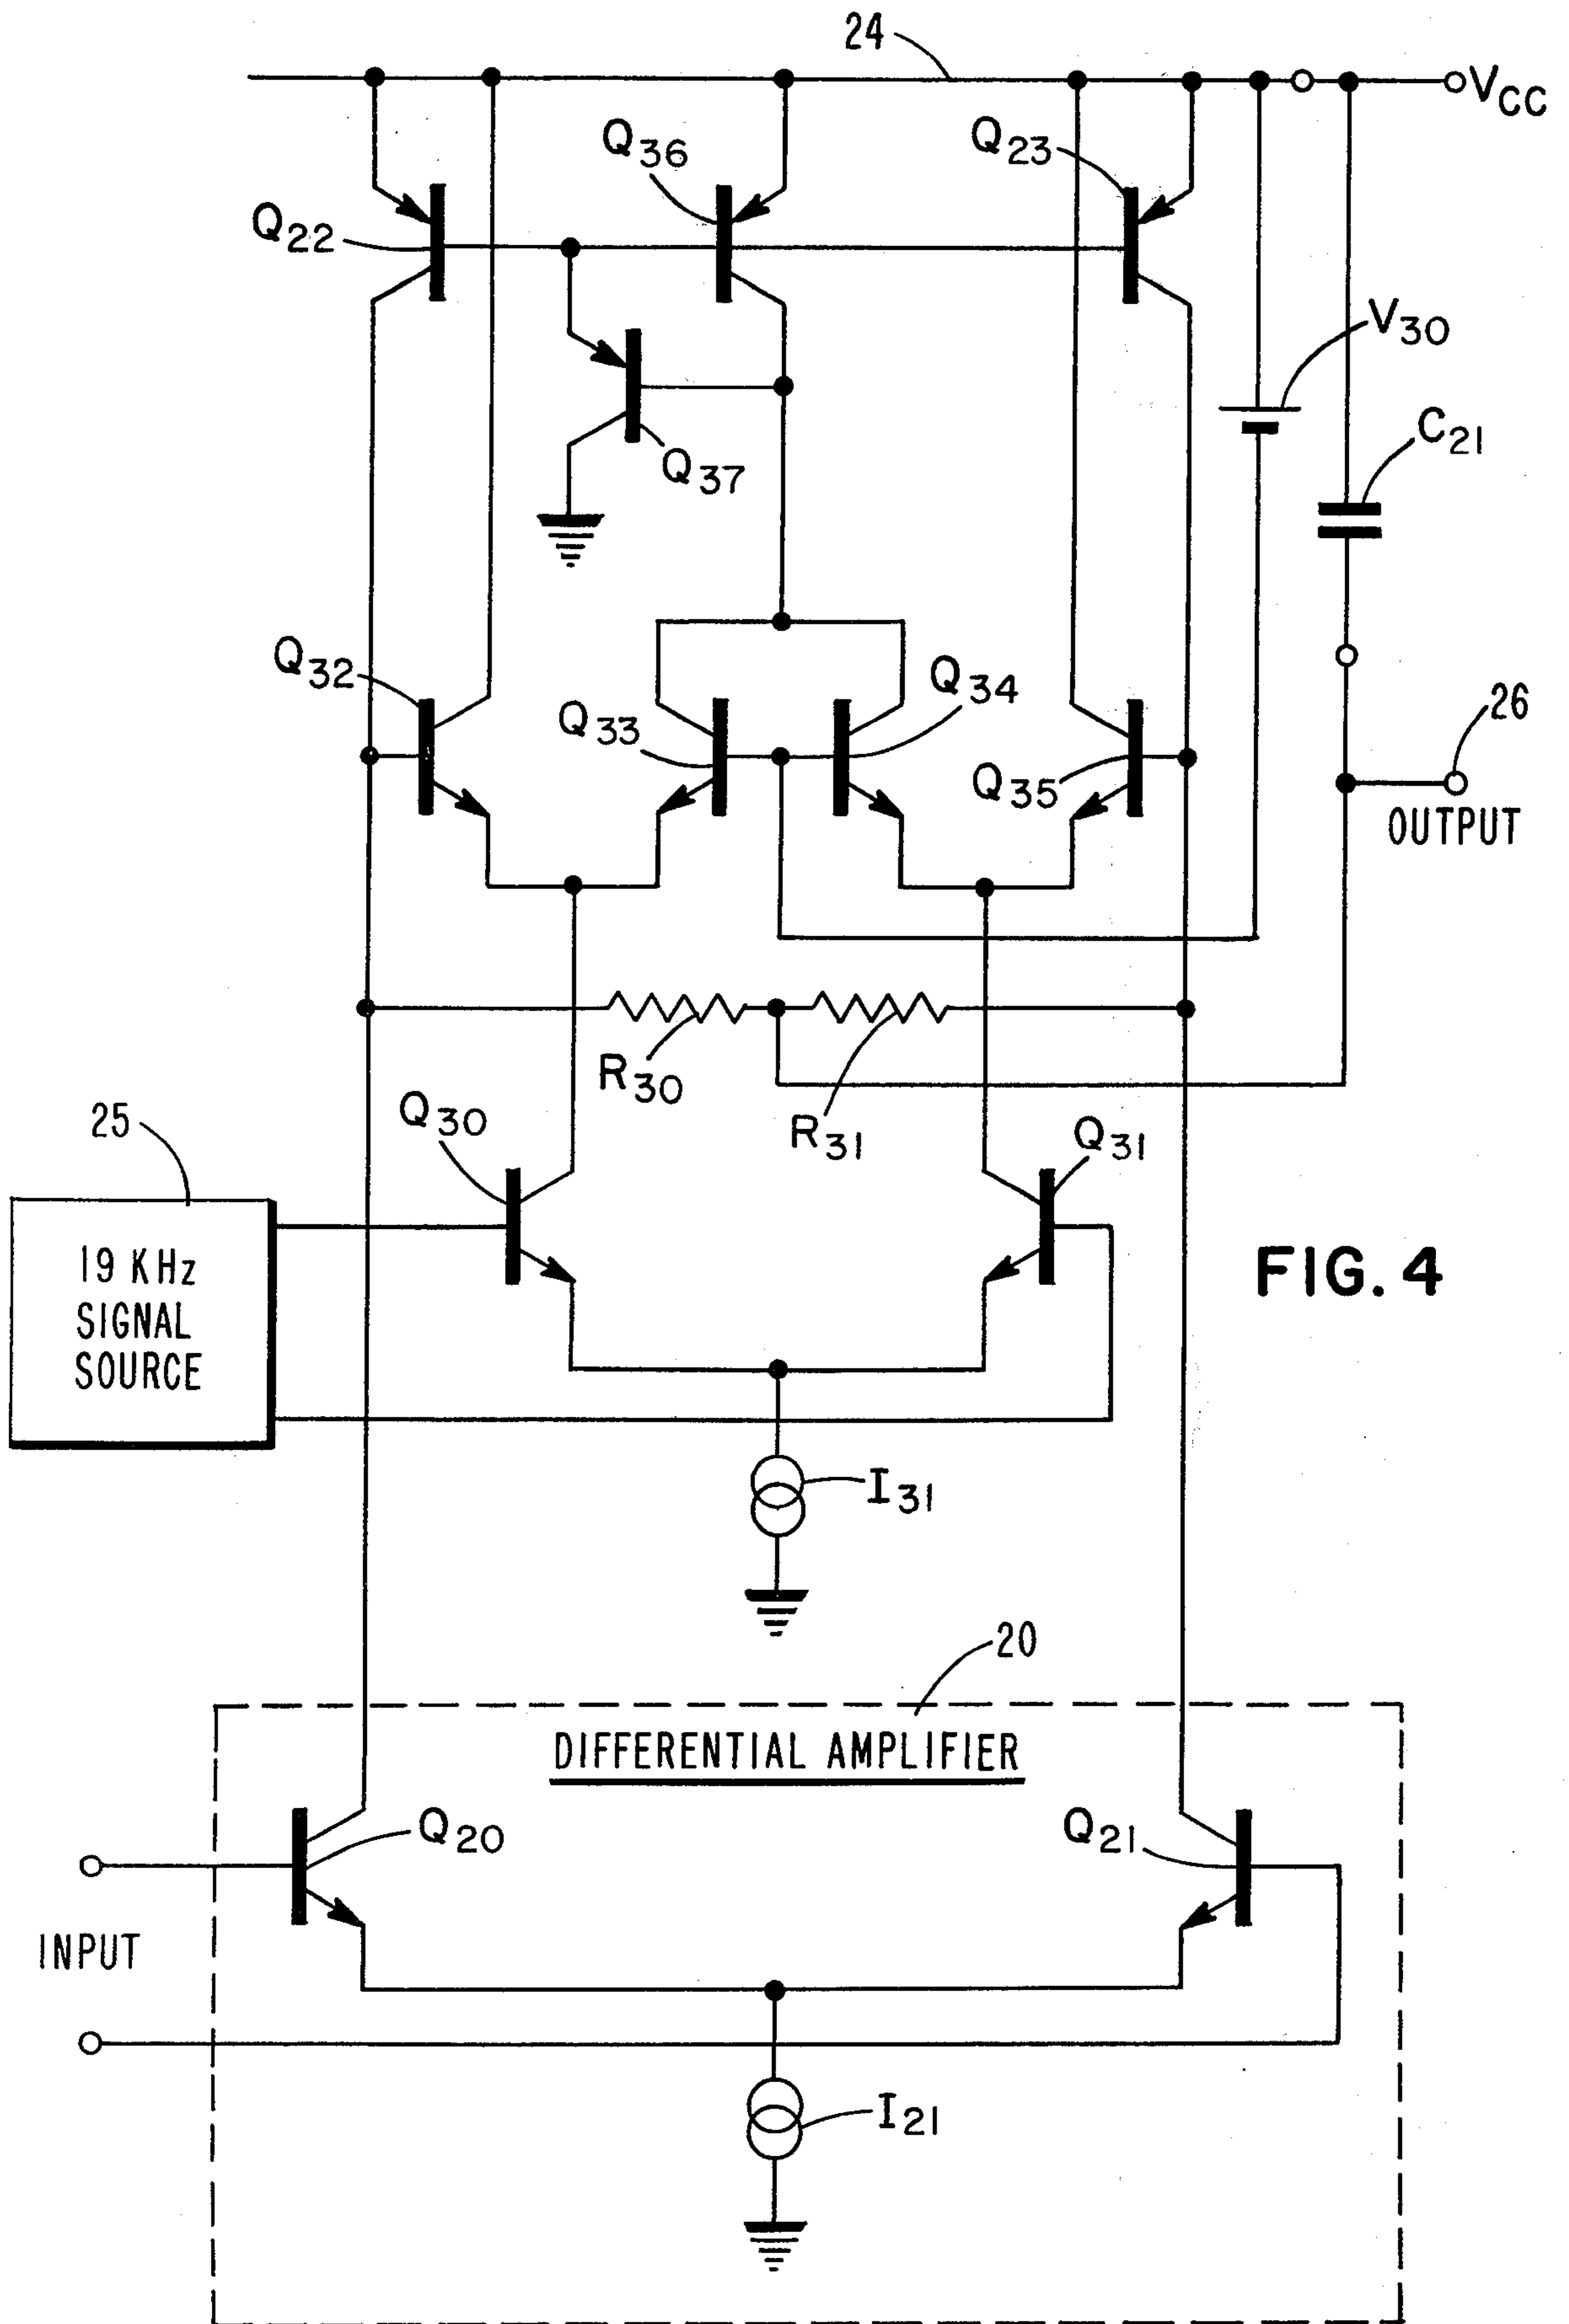 24
VCC
Q36
Q23
Q22
V30
C21
Q37
Q32
Q34
Q33
Q35
26
OUTPUT
R30
R31
25
Q30
Q31
19 KHz
SIGNAL
SOURCE
FIG. 4
I31
20
DIFFERENTIAL AMPLIFIER
Q20
Q21
INPUT
I21